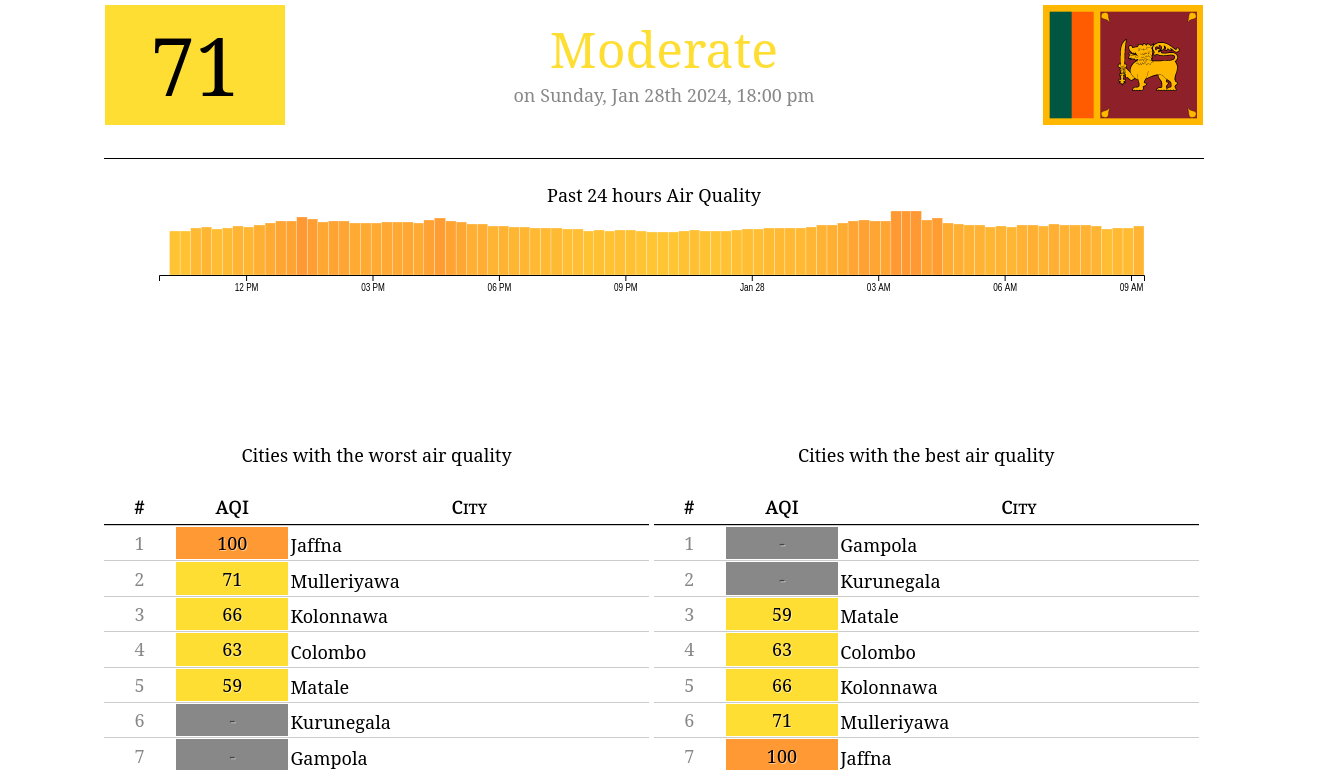 71
Moderate
on Sunday, Jan 28th 2024, 18:00 pm
Past 24 hours Air Quality
12 PM 03 PM 06 PM 09 PM Jan 28 03 AM 06 AM 09 AM
Cities with the worst air quality
# AQI City
1 100 Jaffna
2 71 Mulleriyawa
3 66 Kolonnawa
4 63 Colombo
5 59 Matale
6 - Kurunegala
7 - Gampola
Cities with the best air quality
# AQI City
1 - Gampola
2 - Kurunegala
3 59 Matale
4 63 Colombo
5 66 Kolonnawa
6 71 Mulleriyawa
7 100 Jaffna